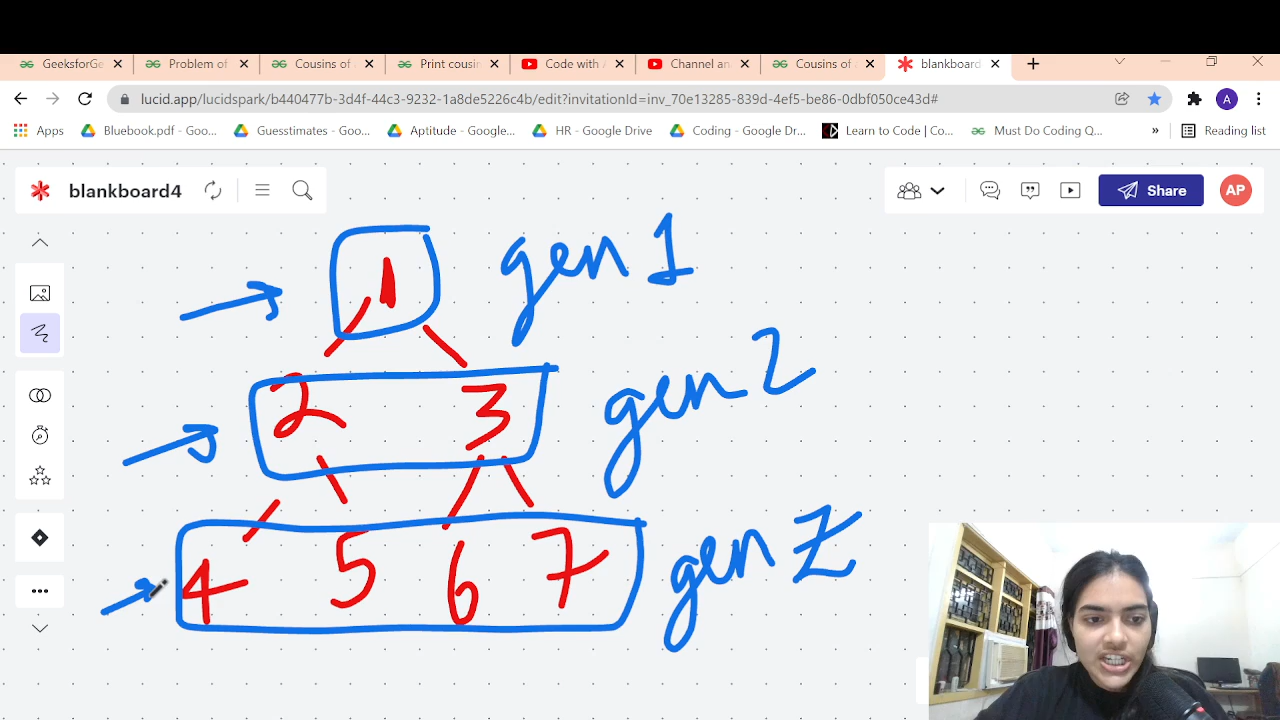 GeeksforGe
Problem of
Cousins of
Print cousin
Code with
Channel an
Cousins of
blankboard
lucid.app/lucidspark/b440477b-3d4f-44c3-9232-1a8de5226c4b/edit?invitationId=inv_70e13285-839d-4ef5-be86-0dbf050ce43d#
A
Apps Bluebook.pdf - Goo... Guesstimates - Goo... Aptitude - Google... HR - Google Drive Coding - Google Dr... Learn to Code | Co... Must Do Coding Q... » Reading list
blankboard4
Share AP
1 gen 1
2 3 gen 2
4 5 6 7 gen Z